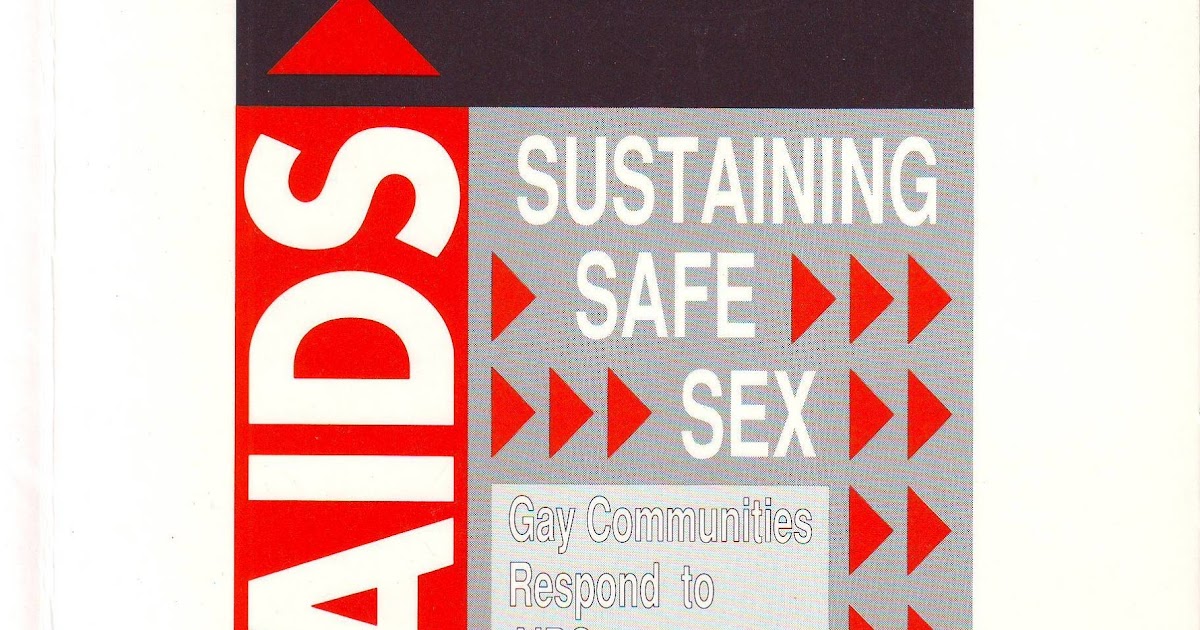 AIDS
SUSTAINING
SAFE
SEX
Gay Communities
Respond to